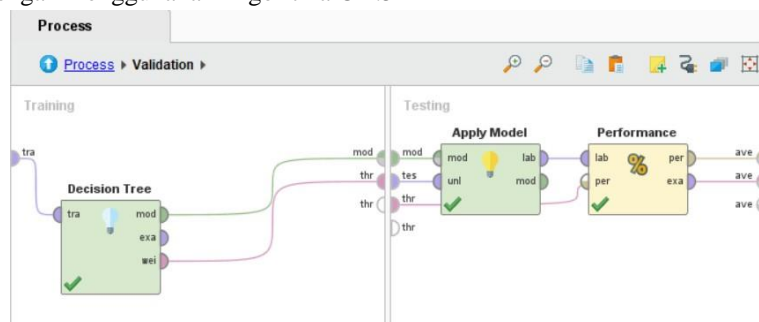 Process
Process ▸ Validation ▸
Training
Testing
tra
Decision Tree
tra
mod
exa
wei
mod
thr
thr
mod
tes
thr
thr
Apply Model
mod
lab
unl
mod
Performance
lab
per
per
exa
%
ave
ave
ave